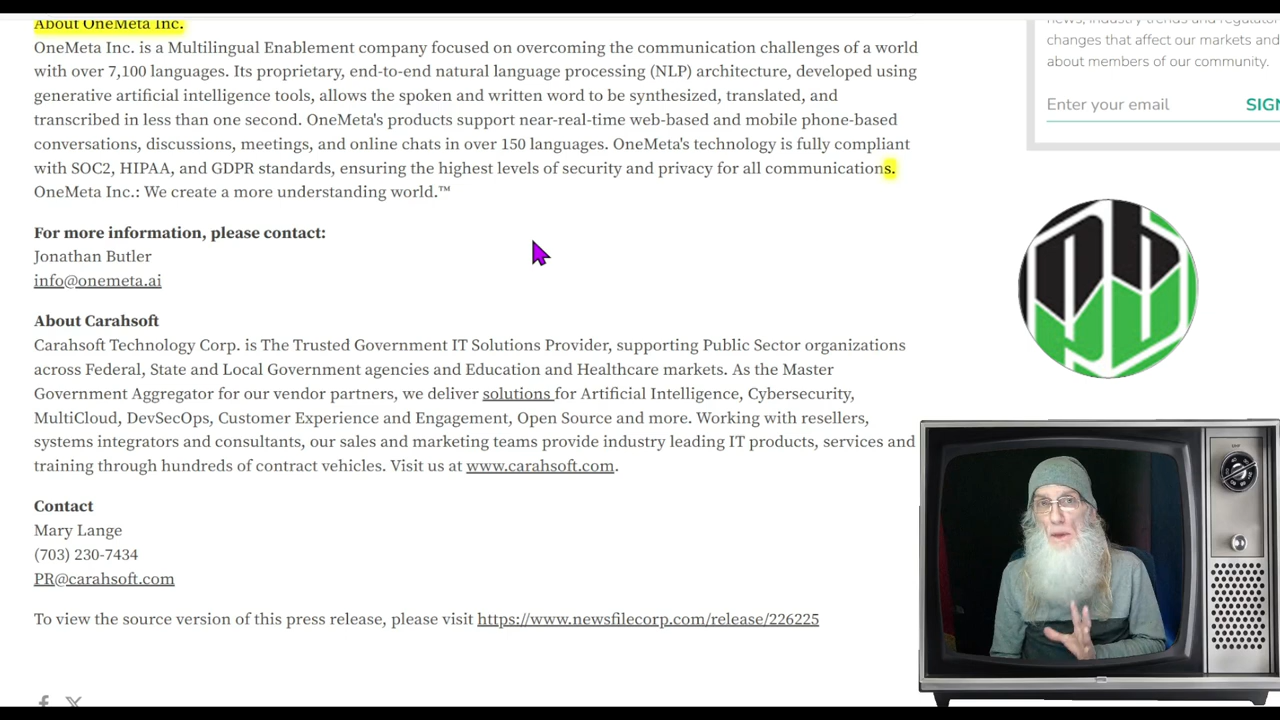 About OneMeta Inc.
OneMeta Inc. is a Multilingual Enablement company focused on overcoming the communication challenges of a world
with over 7,100 languages. Its proprietary, end-to-end natural language processing (NLP) architecture, developed using
generative artificial intelligence tools, allows the spoken and written word to be synthesized, translated, and
transcribed in less than one second. OneMeta's products support near-real-time web-based and mobile phone-based
conversations, discussions, meetings, and online chats in over 150 languages. OneMeta's technology is fully compliant
with SOC2, HIPAA, and GDPR standards, ensuring the highest levels of security and privacy for all communications.
OneMeta Inc.: We create a more understanding world.™
For more information, please contact:
Jonathan Butler
info@onemeta.ai
About Carahsoft
Carahsoft Technology Corp. is The Trusted Government IT Solutions Provider, supporting Public Sector organizations
across Federal, State and Local Government agencies and Education and Healthcare markets. As the Master
Government Aggregator for our vendor partners, we deliver solutions for Artificial Intelligence, Cybersecurity,
MultiCloud, DevSecOps, Customer Experience and Engagement, Open Source and more. Working with resellers,
systems integrators and consultants, our sales and marketing teams provide industry leading IT products, services and
training through hundreds of contract vehicles. Visit us at www.carahsoft.com.
Contact
Mary Lange
(703) 230-7434
PR@carahsoft.com
To view the source version of this press release, please visit https://www.newsfilecorp.com/release/226225
news, industry trends and regulator
changes that affect our markets and
about members of our community.
Enter your email SIGN